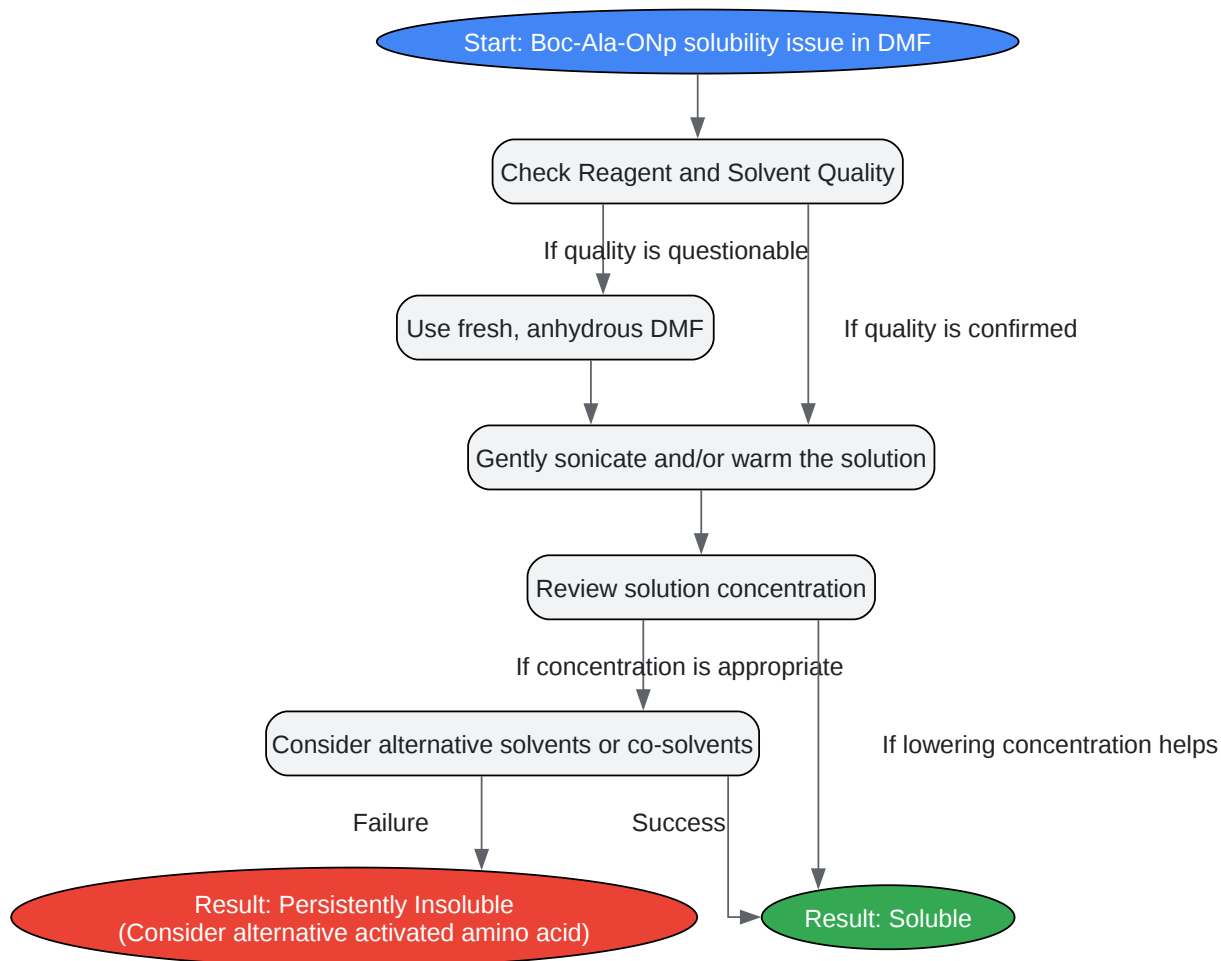 Start: Boc-Ala-ONp solubility issue in DMF
Check Reagent and Solvent Quality
If quality is questionable
Use fresh, anhydrous DMF
If quality is confirmed
Gently sonicate and/or warm the solution
Review solution concentration
If concentration is appropriate
Consider alternative solvents or co-solvents
If lowering concentration helps
Failure
Success
Result: Persistently Insoluble
(Consider alternative activated amino acid)
Result: Soluble